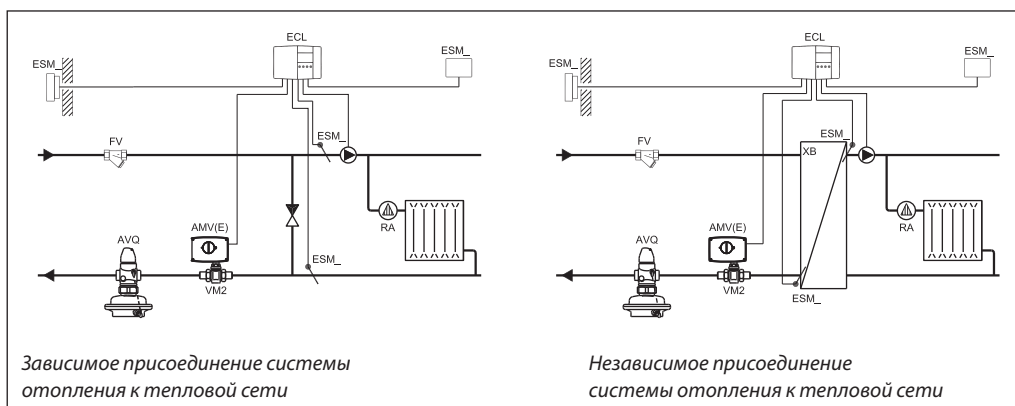 ECL
ESM_
ESM_
ESM_
FV
AMV(E)
AVQ
RA
ESM_
VM2
Зависимое присоединение системы
отопления к тепловой сети
ECL
ESM_
ESM_
ESM_
FV
XB
AMV(E)
AVQ
RA
VM2
ESM_
Независимое присоединение
системы отопления к тепловой сети